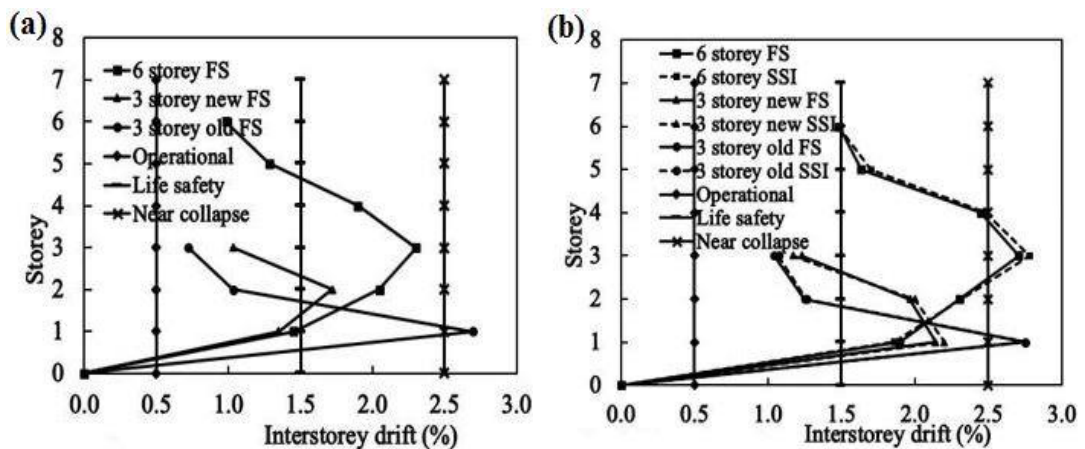 (a)
8
7
6
5
4
3
2
1
0
Storey
6 storey FS
3 storey new FS
3 storey old FS
Operational
Life safety
Near collapse
0.0 0.5 1.0 1.5 2.0 2.5 3.0
Interstorey drift (%)
(b)
8
7
6
5
4
3
2
1
0
Storey
6 storey FS
6 storey SSI
3 storey new FS
3 storey new SSI
3 storey old FS
3 storey old SSI
Operational
Life safety
Near collapse
0.0 0.5 1.0 1.5 2.0 2.5 3.0
Interstorey drift (%)